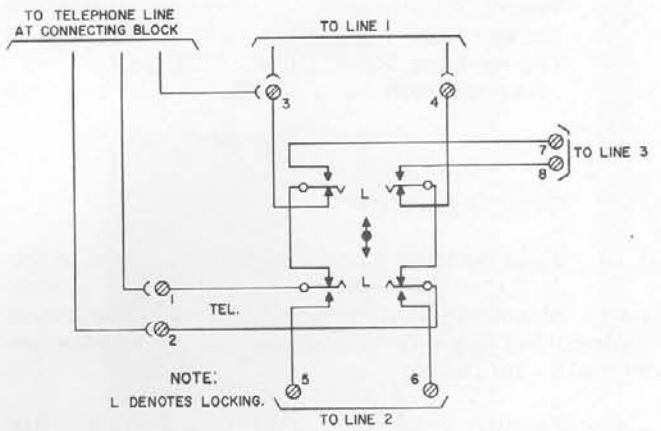 TO TELEPHONE LINE
AT CONNECTING BLOCK
TO LINE 1
3
4
7
8
TO LINE 3
L
L
1
TEL.
2
NOTE:
L DENOTES LOCKING.
5
6
TO LINE 2